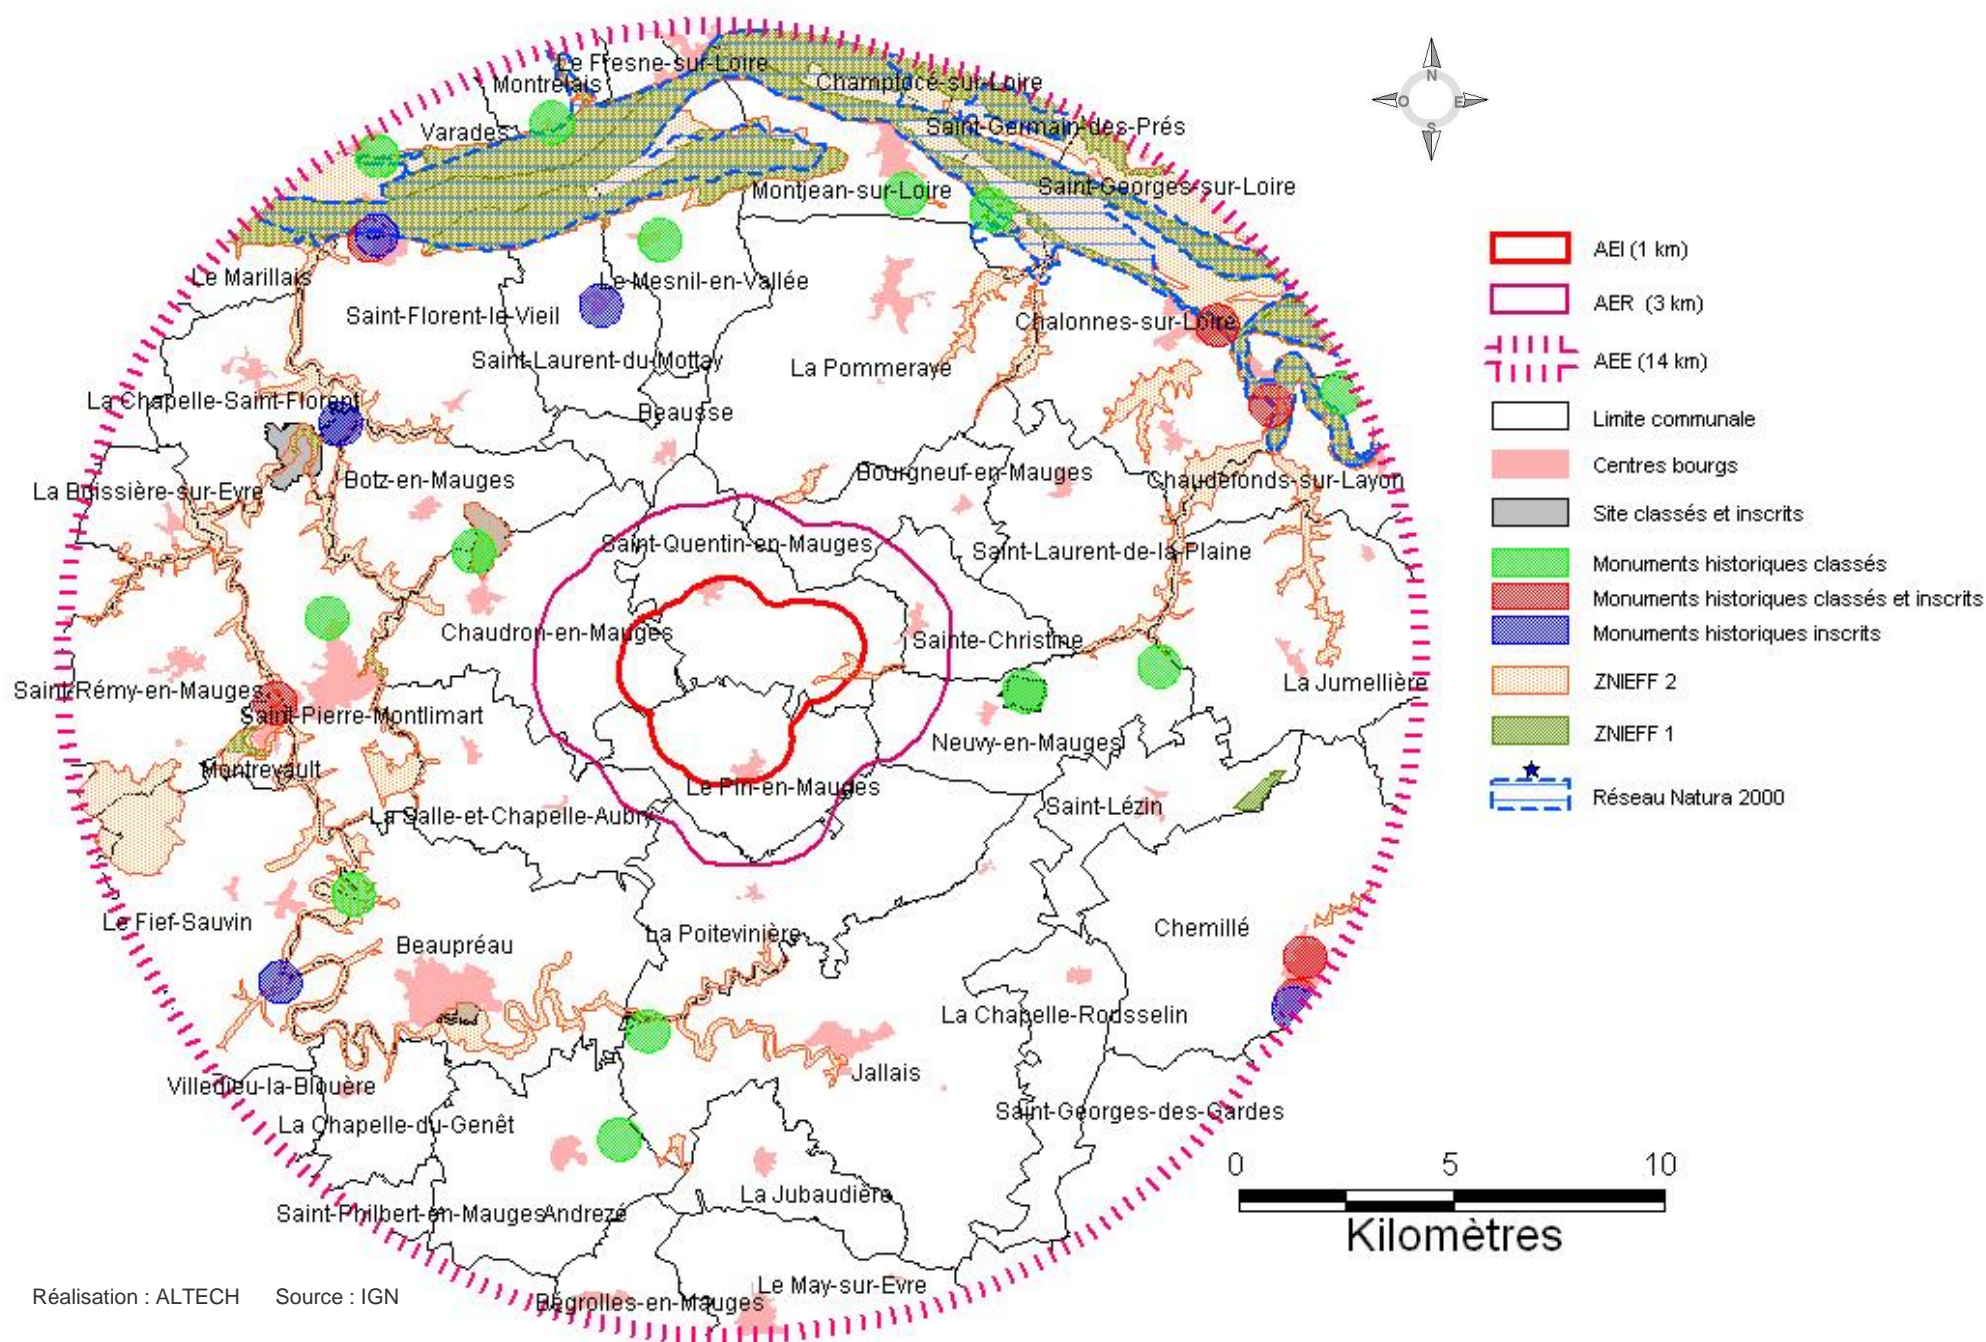 Le Fresne-sur-Loire
Montrelais
Champtocé-sur-Loire
Varades
Saint-Germain-des-Prés
Montjean-sur-Loire
Saint-Georges-sur-Loire
Le Marillais
Le Mesnil-en-Vallée
Saint-Florent-le-Vieil
Chalonnes-sur-Loire
Saint-Laurent-du-Mottay
La Pommeraye
La Chapelle-Saint-Florent
Beausse
La Boissière-sur-Evre
Botz-en-Mauges
Bourgneuf-en-Mauges
Chaudefonds-sur-Layon
Saint-Quentin-en-Mauges
Saint-Laurent-de-la-Plaine
Chaudron-en-Mauges
Sainte-Christine
Saint-Rémy-en-Mauges
La Jumellière
Saint-Pierre-Montlimart
Neuvy-en-Mauges
Montrevault
Le Pin-en-Mauges
La Salle-et-Chapelle-Aubry
Saint-Lézin
Le Fief-Sauvin
Beaupréau
La Poitevinière
Chemillé
La Chapelle-Rousselin
Villedieu-la-Blouère
Jallais
La Chapelle-du-Genêt
Saint-Georges-des-Gardes
La Jubaudière
Saint-Philbert-en-Mauges
Andrezé
Le May-sur-Evre
Bégrolles-en-Mauges
N
O E
S
AEI (1 km)
AER (3 km)
AEE (14 km)
Limite communale
Centres bourgs
Site classés et inscrits
Monuments historiques classés
Monuments historiques classés et inscrits
Monuments historiques inscrits
ZNIEFF 2
ZNIEFF 1
Réseau Natura 2000
0 5 10
Kilomètres
Réalisation : ALTECH Source : IGN